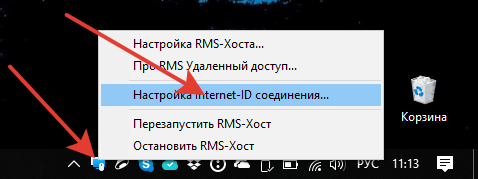 Настройка RMS-Хоста...
Про RMS Удаленный доступ...
Настройка Internet-ID соединения...
Перезапустить RMS-Хост
Остановить RMS-Хост
Корзина
РУС 11:13